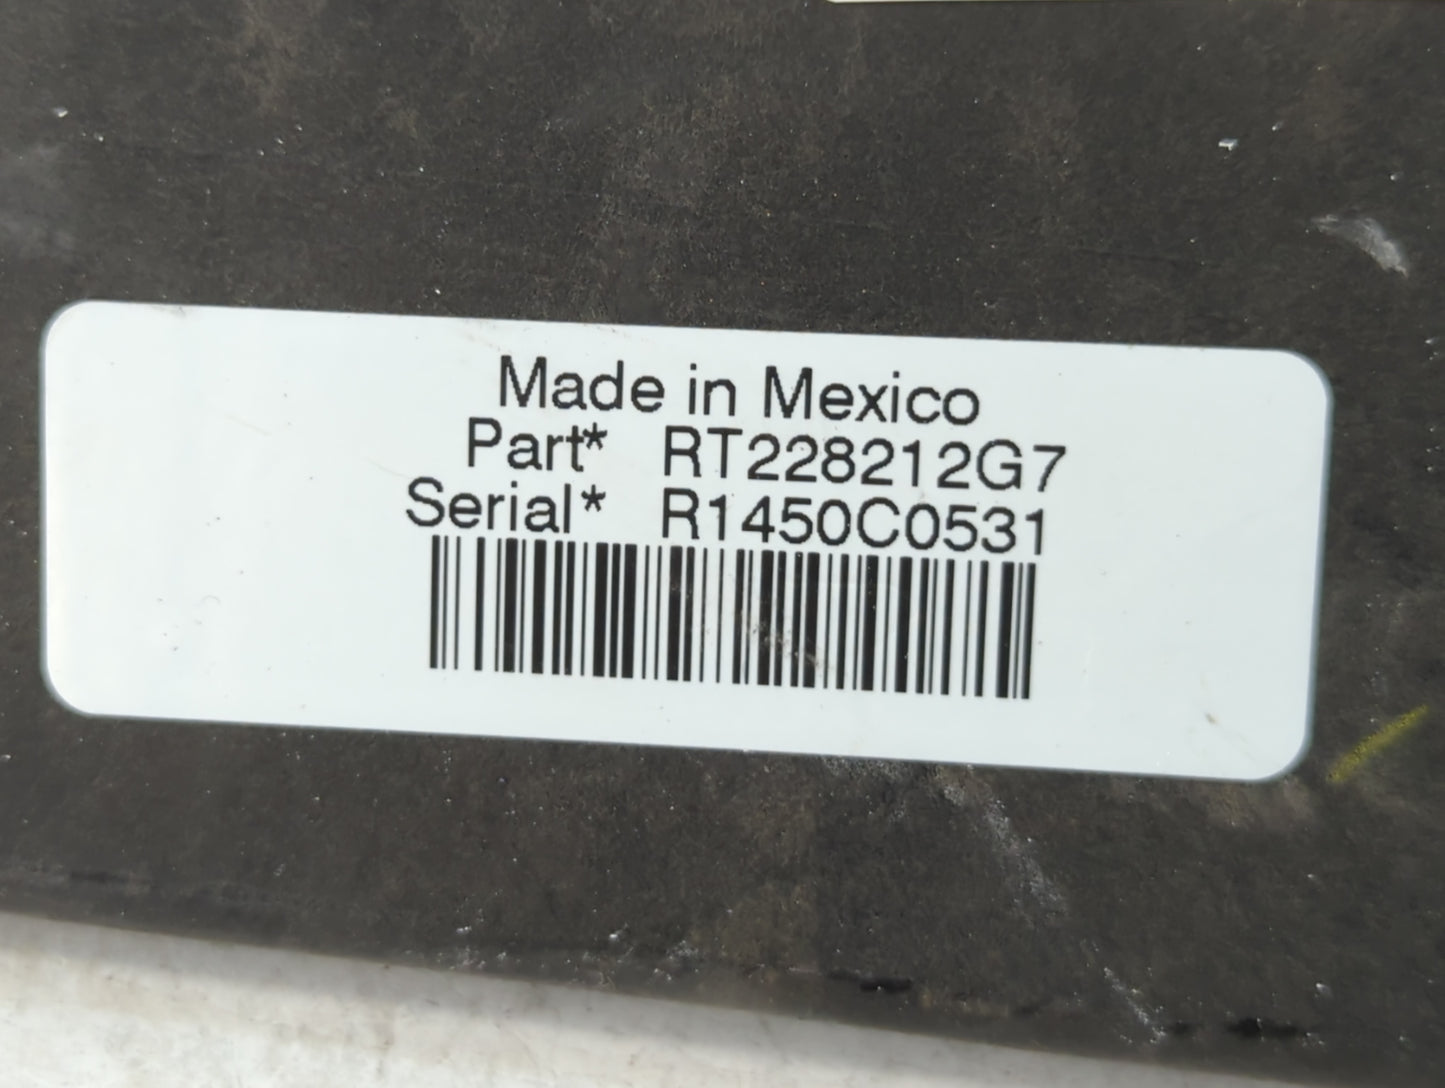 Made in Mexico
Part* RT228212G7
Serial* R1450C0531